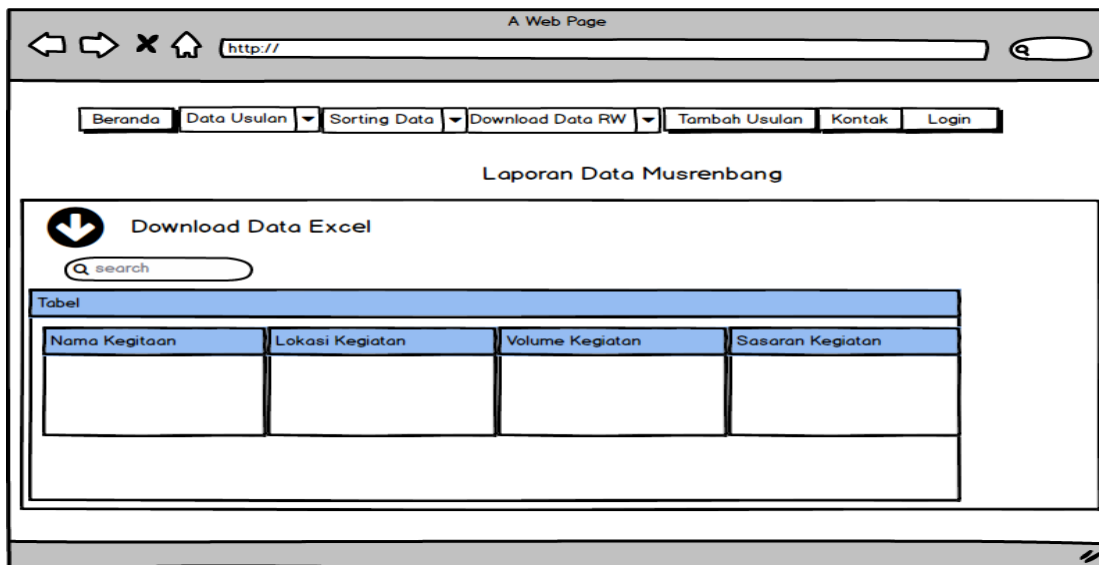 A Web Page
http://
Beranda Data Usulan Sorting Data Download Data RW Tambah Usulan Kontak Login
Laporan Data Musrenbang
Download Data Excel
search
Tabel
Nama Kegitaan Lokasi Kegiatan Volume Kegiatan Sasaran Kegiatan